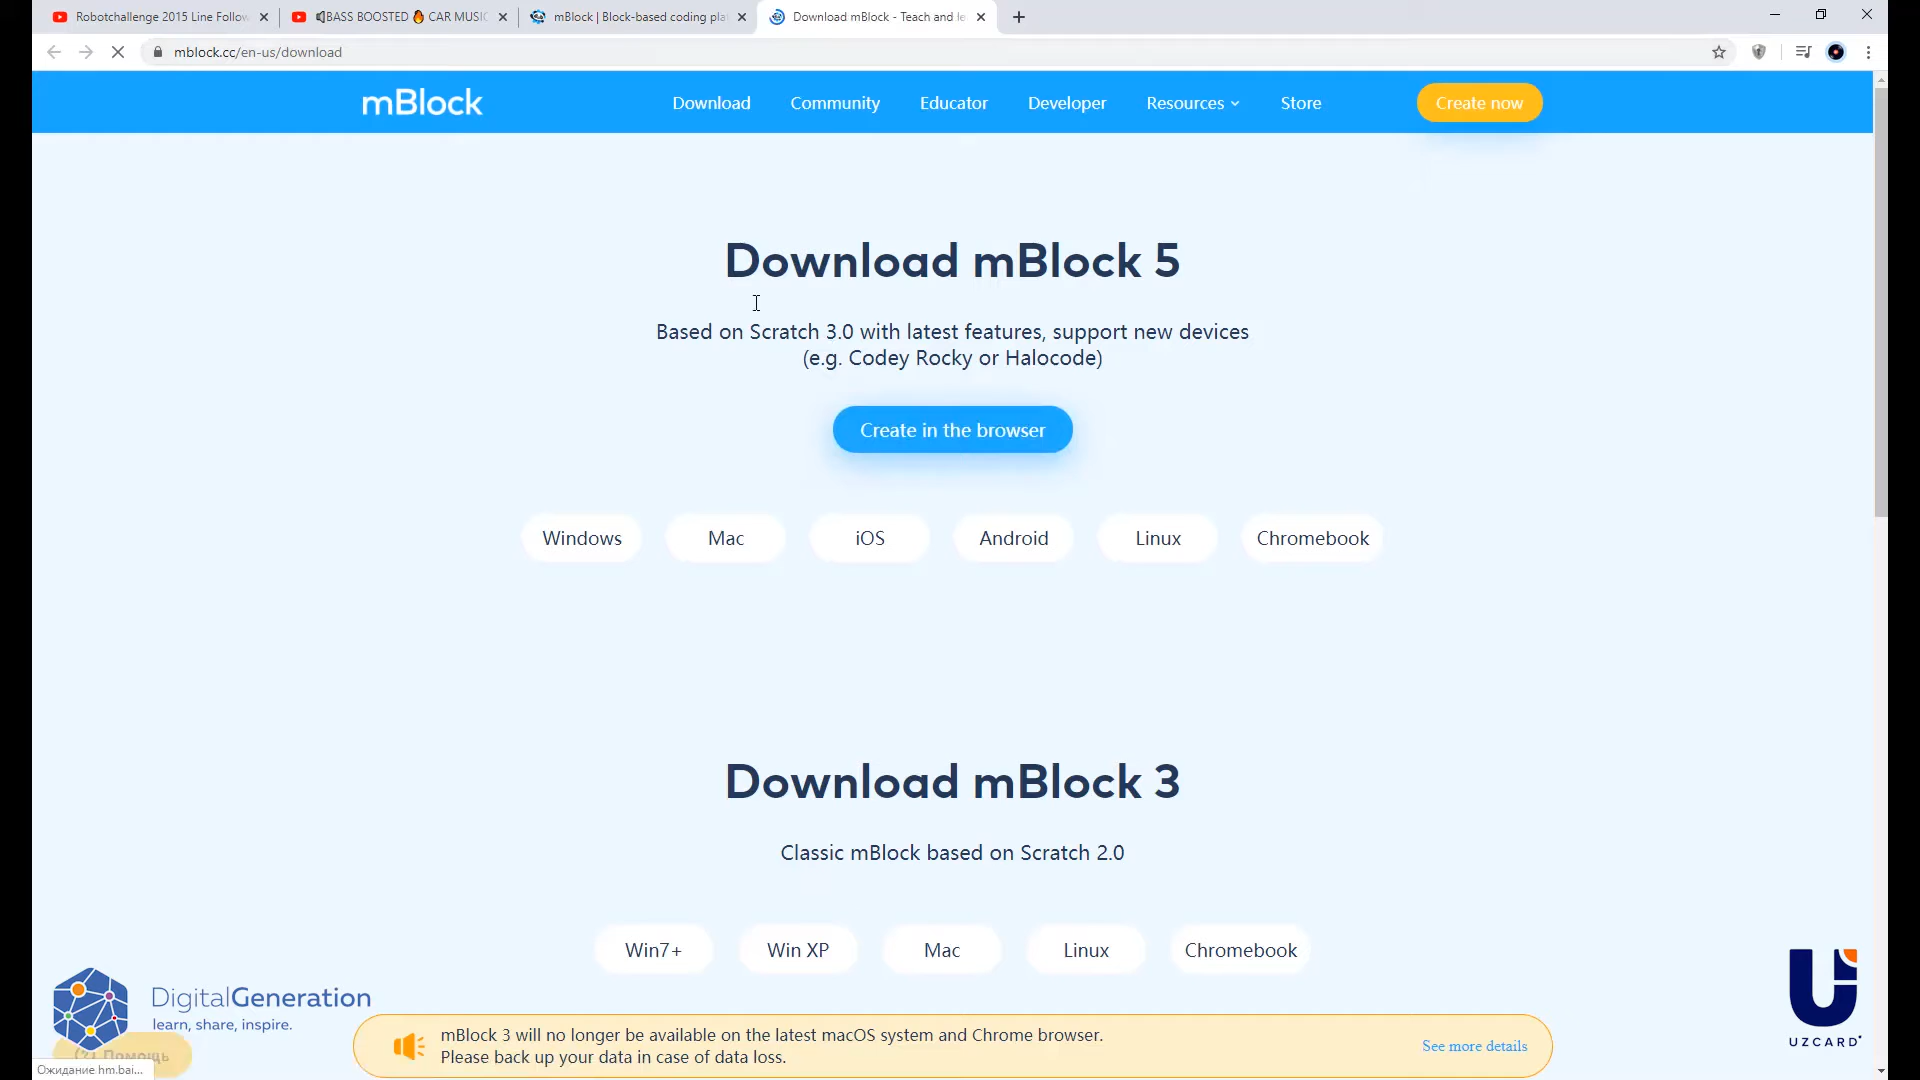 Robotchallenge 2015 Line Follow
BASS BOOSTED 🔥 CAR MUSIC
mBlock | Block-based coding pla
Download mBlock - Teach and le
mblock.cc/en-us/download
mBlock
Download
Community
Educator
Developer
Resources
Store
Create now
Download mBlock 5
Based on Scratch 3.0 with latest features, support new devices
(e.g. Codey Rocky or Halocode)
Create in the browser
Windows
Mac
iOS
Android
Linux
Chromebook
Download mBlock 3
Classic mBlock based on Scratch 2.0
Win7+
Win XP
Mac
Linux
Chromebook
DigitalGeneration
learn, share, inspire.
Помощь
mBlock 3 will no longer be available on the latest macOS system and Chrome browser.
Please back up your data in case of data loss.
See more details
UZCARD
Ожидание hm.bai...